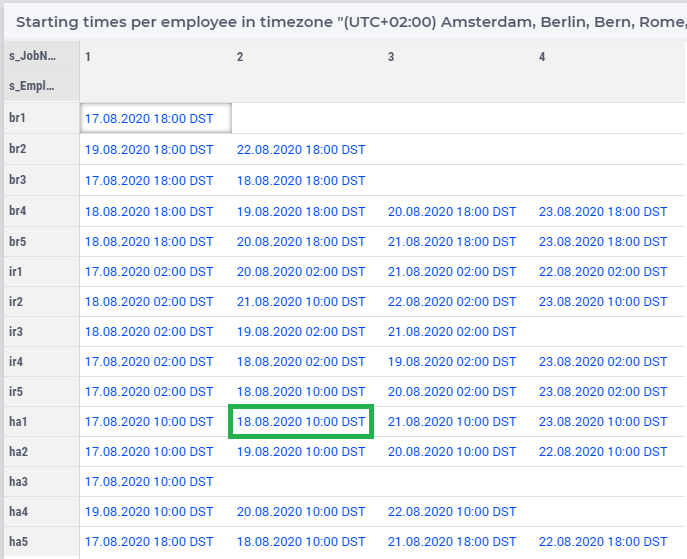 Starting times per employee in timezone "(UTC+02:00) Amsterdam, Berlin, Bern, Rome,
s_JobN... 1 2 3 4
s_Empl...
br1 17.08.2020 18:00 DST
br2 19.08.2020 18:00 DST 22.08.2020 18:00 DST
br3 17.08.2020 18:00 DST 18.08.2020 18:00 DST
br4 18.08.2020 18:00 DST 19.08.2020 18:00 DST 20.08.2020 18:00 DST 23.08.2020 18:00 DST
br5 18.08.2020 18:00 DST 20.08.2020 18:00 DST 21.08.2020 18:00 DST 23.08.2020 18:00 DST
ir1 17.08.2020 02:00 DST 20.08.2020 02:00 DST 21.08.2020 02:00 DST 22.08.2020 02:00 DST
ir2 18.08.2020 02:00 DST 21.08.2020 10:00 DST 22.08.2020 02:00 DST 23.08.2020 10:00 DST
ir3 18.08.2020 02:00 DST 19.08.2020 02:00 DST 21.08.2020 02:00 DST
ir4 17.08.2020 02:00 DST 18.08.2020 02:00 DST 19.08.2020 02:00 DST 23.08.2020 02:00 DST
ir5 17.08.2020 02:00 DST 18.08.2020 10:00 DST 20.08.2020 02:00 DST 23.08.2020 02:00 DST
ha1 17.08.2020 10:00 DST 18.08.2020 10:00 DST 21.08.2020 10:00 DST 23.08.2020 10:00 DST
ha2 17.08.2020 10:00 DST 19.08.2020 10:00 DST 20.08.2020 10:00 DST 22.08.2020 10:00 DST
ha3 17.08.2020 10:00 DST
ha4 19.08.2020 10:00 DST 20.08.2020 10:00 DST 22.08.2020 10:00 DST
ha5 17.08.2020 18:00 DST 18.08.2020 10:00 DST 21.08.2020 18:00 DST 22.08.2020 18:00 DST